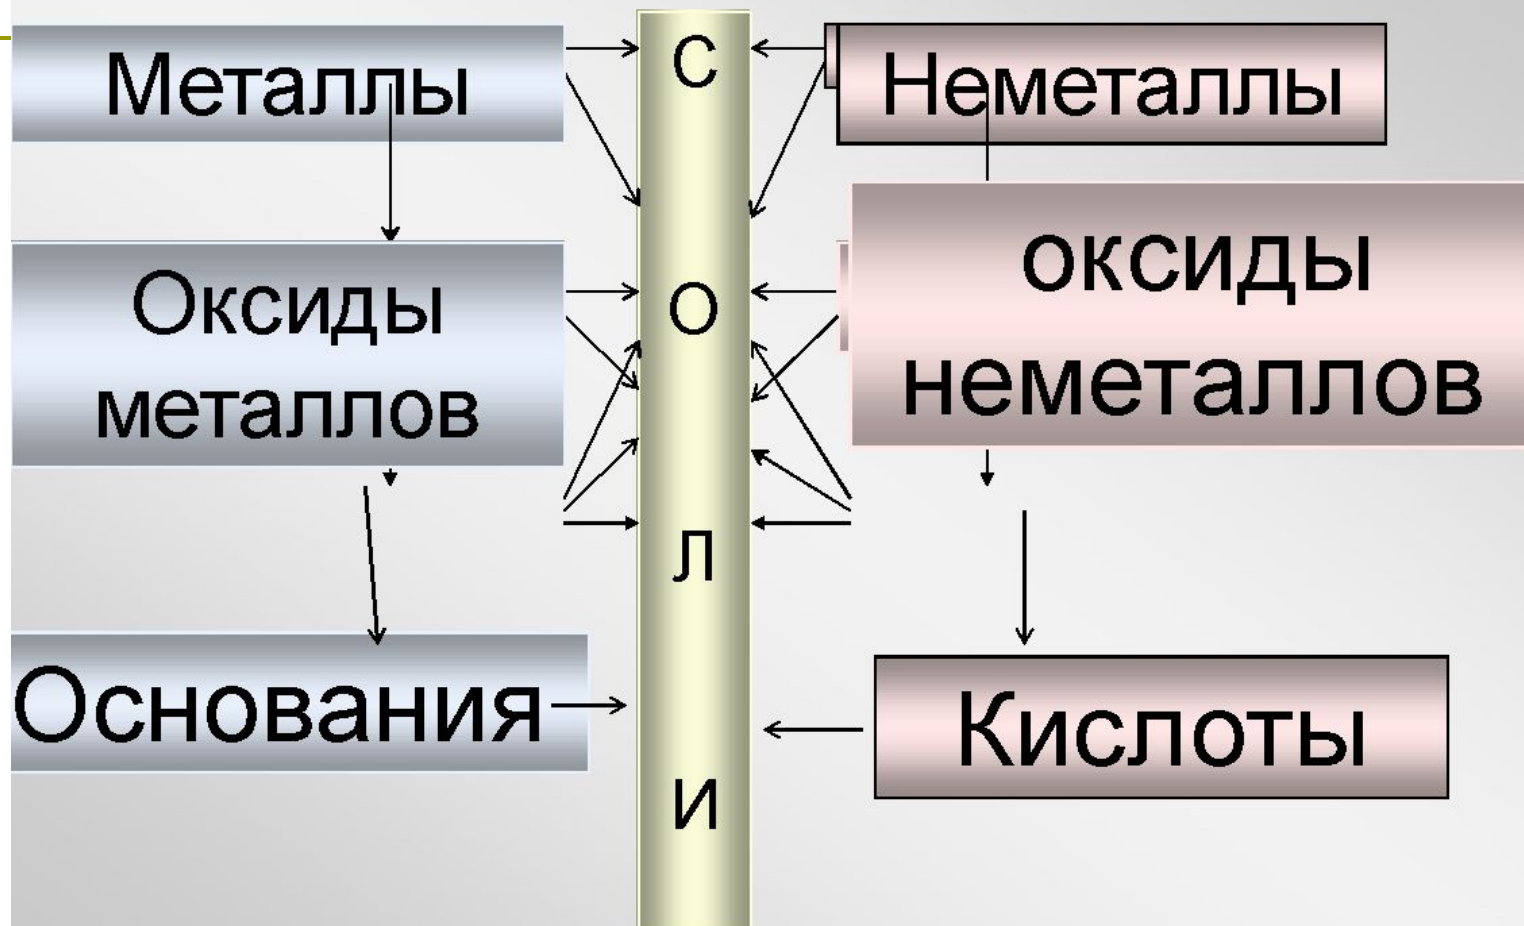 Металлы
Неметаллы
Оксиды
металлов
оксиды
неметаллов
Основания
Кислоты
С
О
Л
И